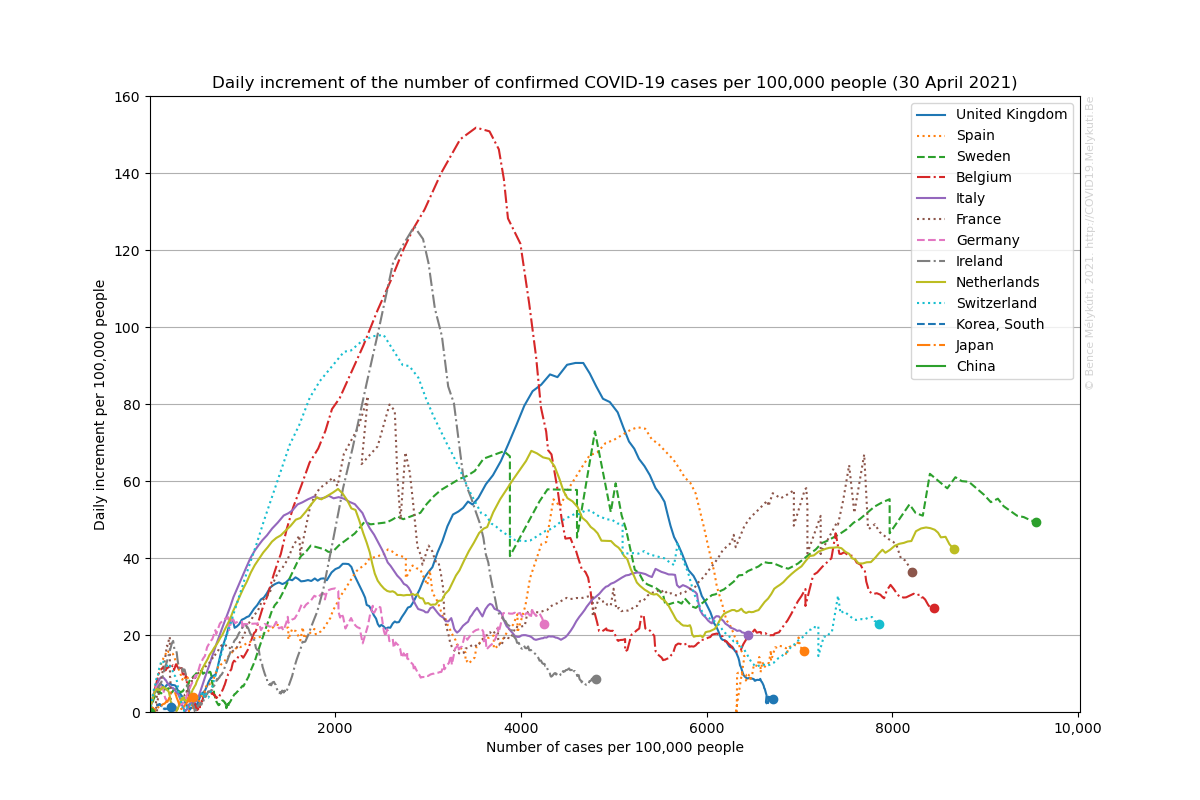 Daily increment of the number of confirmed COVID-19 cases per 100,000 people (30 April 2021)
160
140
120
100
80
60
40
20
0
Daily increment per 100,000 people
2000
4000
6000
8000
10,000
Number of cases per 100,000 people
United Kingdom
Spain
Sweden
Belgium
Italy
France
Germany
Ireland
Netherlands
Switzerland
Korea, South
Japan
China
© Bence Mélykúti, 2021 http://COVID19.Melykuti.Be